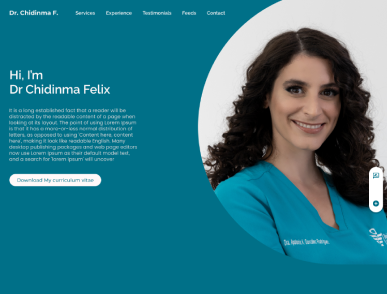 Dr. Chidinma F.
Services Experience Testimonials Feeds Contact
Hi, I'm
Dr Chidinma Felix
It is a long established fact that a reader will be
distracted by the readable content of a page when
looking at its layout. The point of using Lorem Ipsum
is that it has a more-or-less normal distribution of
letters, as opposed to using 'Content here, content
here', making it look like readable English. Many
desktop publishing packages and web page editors
now use Lorem Ipsum as their default model text,
and a search for 'lorem ipsum' will uncover
Download My curriculum vitae